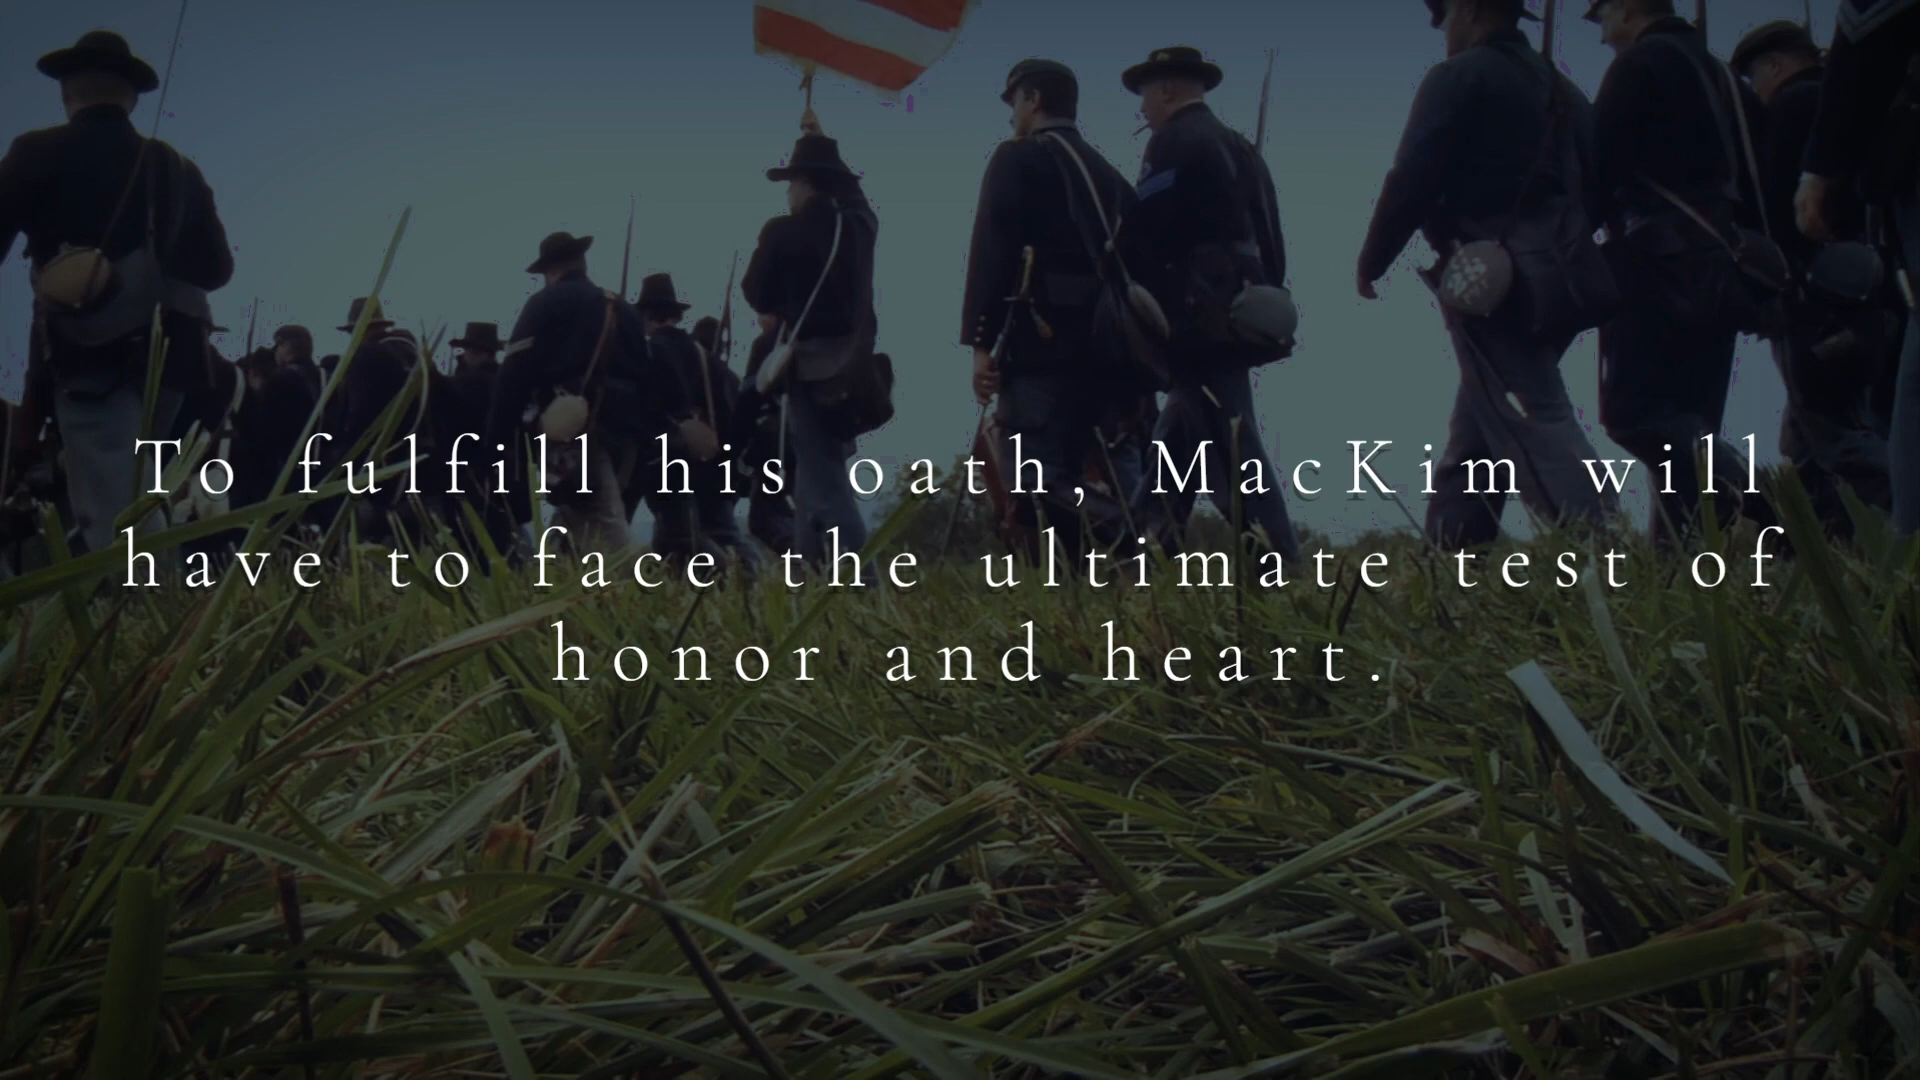 To fulfill his oath, MacKim will
have to face the ultimate test of
honor and heart.